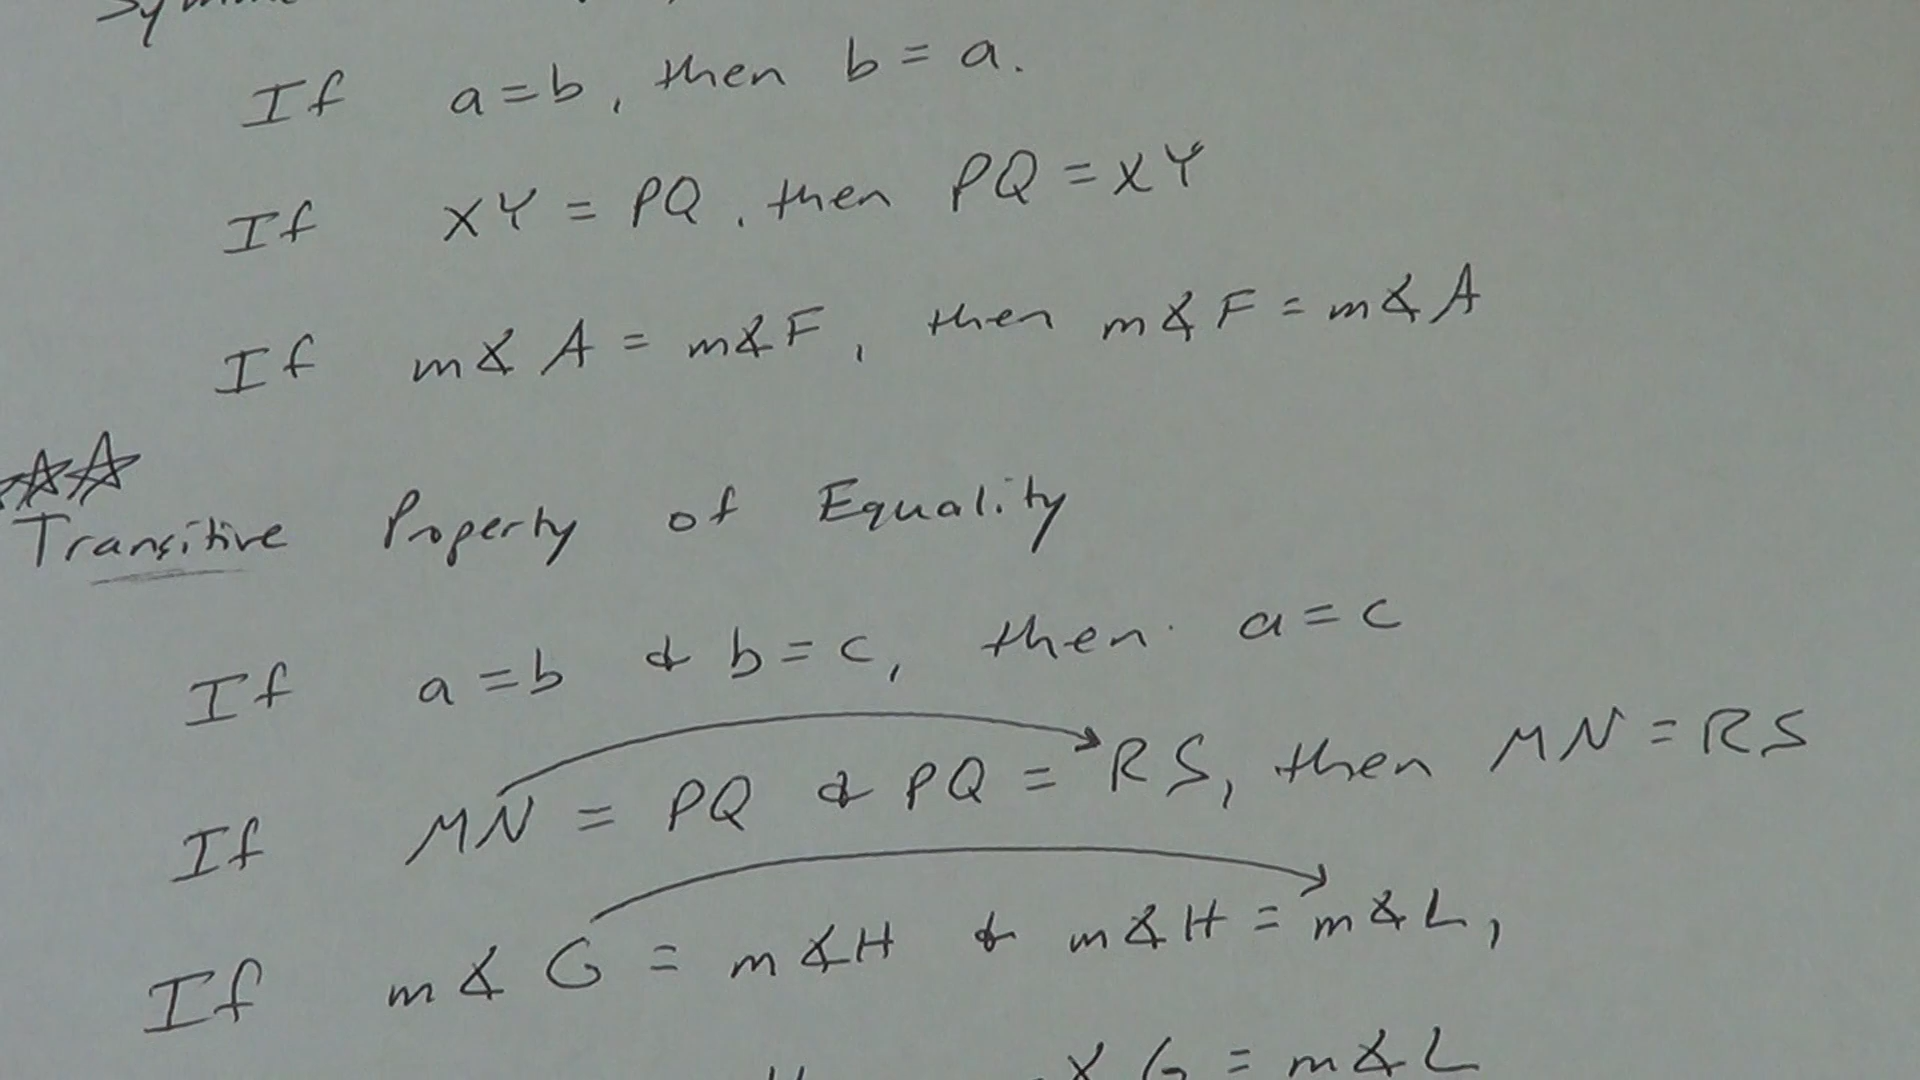 If a=b, then b=a.
If XY = PQ, then PQ = XY
If m∡A = m∡F, then m∡F = m∡A
Transitive Property of Equality
If a=b & b=c, then a=c
If MN = PQ & PQ = RS, then MN = RS
If m∡G = m∡H & m∡H = m∡L,
∡G = m∡L